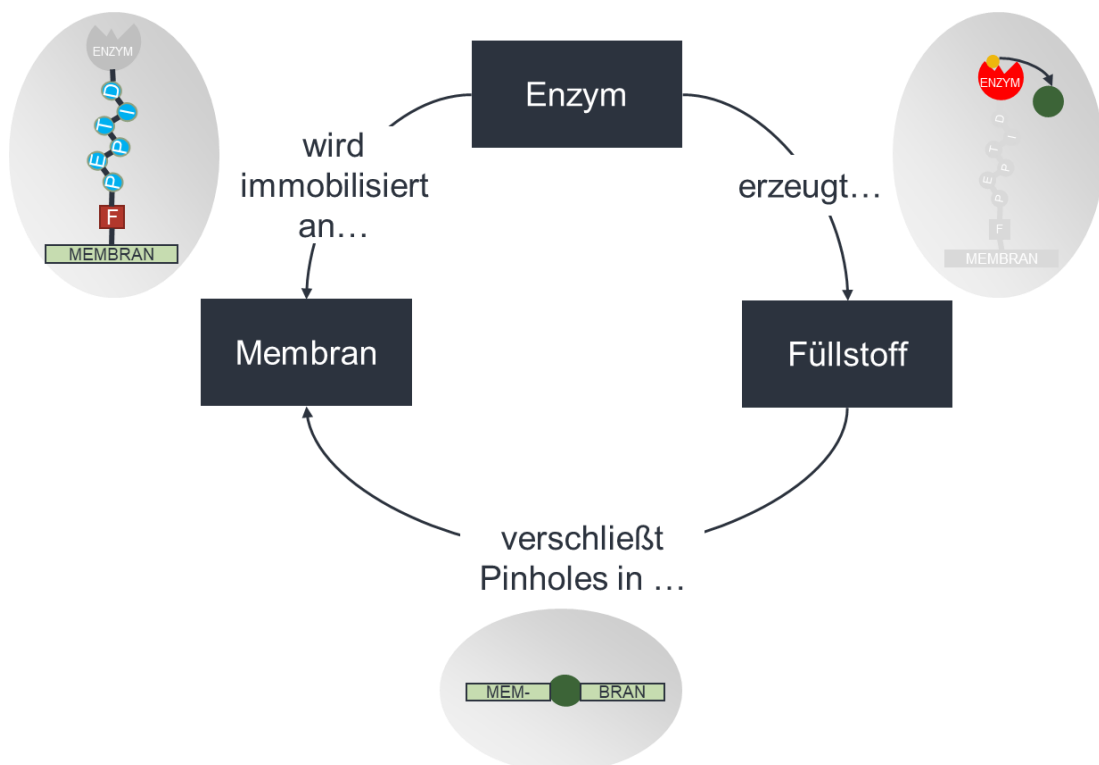 ENZYM
P E P T I D
F
MEMBRAN
Enzym
wird
immobilisiert
an…
erzeugt…
ENZYM
P E P T I D
F
MEMBRAN
Membran
Füllstoff
verschließt
Pinholes in …
MEM-
BRAN